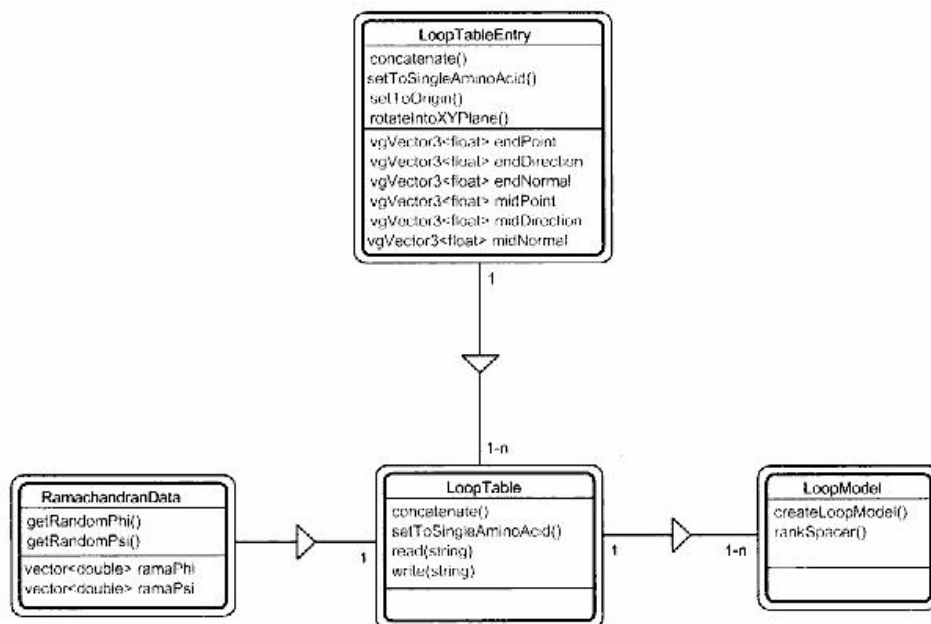 LoopTableEntry
concatenate()
setToSingleAminoAcid()
setToOrigin()
rotateIntoXYPlane()
vgVector3<float> endPoint
vgVector3<float> endDirection
vgVector3<float> endNormal
vgVector3<float> midPoint
vgVector3<float> midDirection
vgVector3<float> midNormal
1
1-n
RamachandranData
getRandomPhi()
getRandomPsi()
vector<double> ramaPhi
vector<double> ramaPsi
1
LoopTable
concatenate()
setToSingleAminoAcid()
read(string)
write(string)
1
1-n
LoopModel
createLoopModel()
rankSpacer()